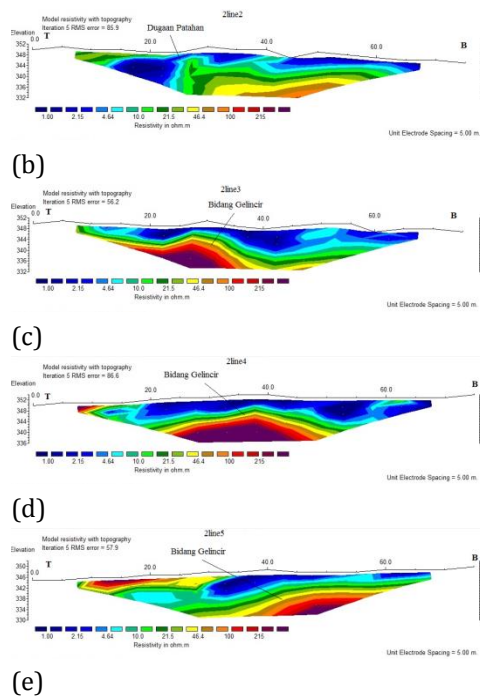 2line2
Model resistivity with topography
Iteration 5 RMS error = 85.9
Dugaan Patahan
Elevation
T
B
0.0
20.0
40.0
60.0
352
348
344
340
336
332
1.00 2.15 4.64 10.0 21.5 46.4 100 215
Resistivity in ohm.m
Unit Electrode Spacing = 5.00 m.
(b)
2line3
Model resistivity with topography
Iteration 5 RMS error = 56.2
Bidang Gelincir
Elevation
T
B
0.0
20.0
40.0
60.0
352
348
344
340
336
332
1.00 2.15 4.64 10.0 21.5 46.4 100 215
Resistivity in ohm.m
Unit Electrode Spacing = 5.00 m.
(c)
2line4
Model resistivity with topography
Iteration 5 RMS error = 86.6
Bidang Gelincir
Elevation
T
B
0.0
20.0
40.0
60.0
352
348
344
340
336
1.00 2.15 4.64 10.0 21.5 46.4 100 215
Resistivity in ohm.m
Unit Electrode Spacing = 5.00 m.
(d)
2line5
Model resistivity with topography
Iteration 5 RMS error = 57.9
Bidang Gelincir
Elevation
T
B
0.0
20.0
40.0
60.0
350
346
342
338
334
330
1.00 2.15 4.64 10.0 21.5 46.4 100 215
Resistivity in ohm.m
Unit Electrode Spacing = 5.00 m.
(e)